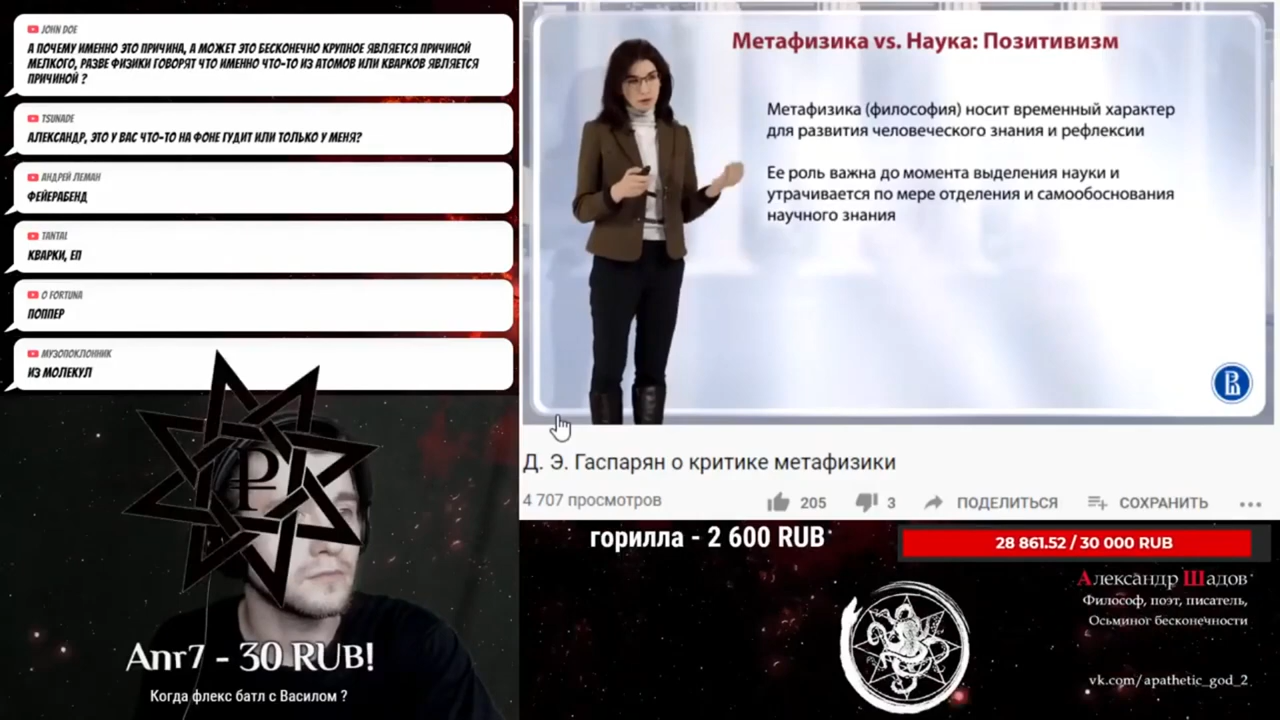 JOHN DOE
А ПОЧЕМУ ИМЕННО ЭТО ПРИЧИНА, А МОЖЕТ ЭТО БЕСКОНЕЧНО КРУПНОЕ ЯВЛЯЕТСЯ ПРИЧИНОЙ
МЕЛКОГО, РАЗВЕ ФИЗИКИ ГОВОРЯТ ЧТО ИМЕННО ЧТО-ТО ИЗ АТОМОВ ИЛИ КВАРКОВ ЯВЛЯЕТСЯ
ПРИЧИНОЙ ?
TSUNADE
АЛЕКСАНДР, ЭТО У ВАС ЧТО-ТО НА ФОНЕ ГУДИТ ИЛИ ТОЛЬКО У МЕНЯ?
АНДРЕЙ ЛЕМАН
ФЕЙЕРАБЕНД
TANTAL
КВАРКИ, ЕП
O FORTUNA
ПОППЕР
МУЗОПОКЛОННИК
ИЗ МОЛЕКУЛ
Anr7 - 30 RUB!
Когда флекс батл с Василом ?
Метафизика vs. Наука: Позитивизм
Метафизика (философия) носит временный характер
для развития человеческого знания и рефлексии
Ее роль важна до момента выделения науки и
утрачивается по мере отделения и самообоснования
научного знания
Д. Э. Гаспарян о критике метафизики
4 707 просмотров
205
3
ПОДЕЛИТЬСЯ
СОХРАНИТЬ
горилла - 2 600 RUB
28 861.52 / 30 000 RUB
Александр Шадов
Философ, поэт, писатель,
Осьминог бесконечности
vk.com/apathetic_god_2